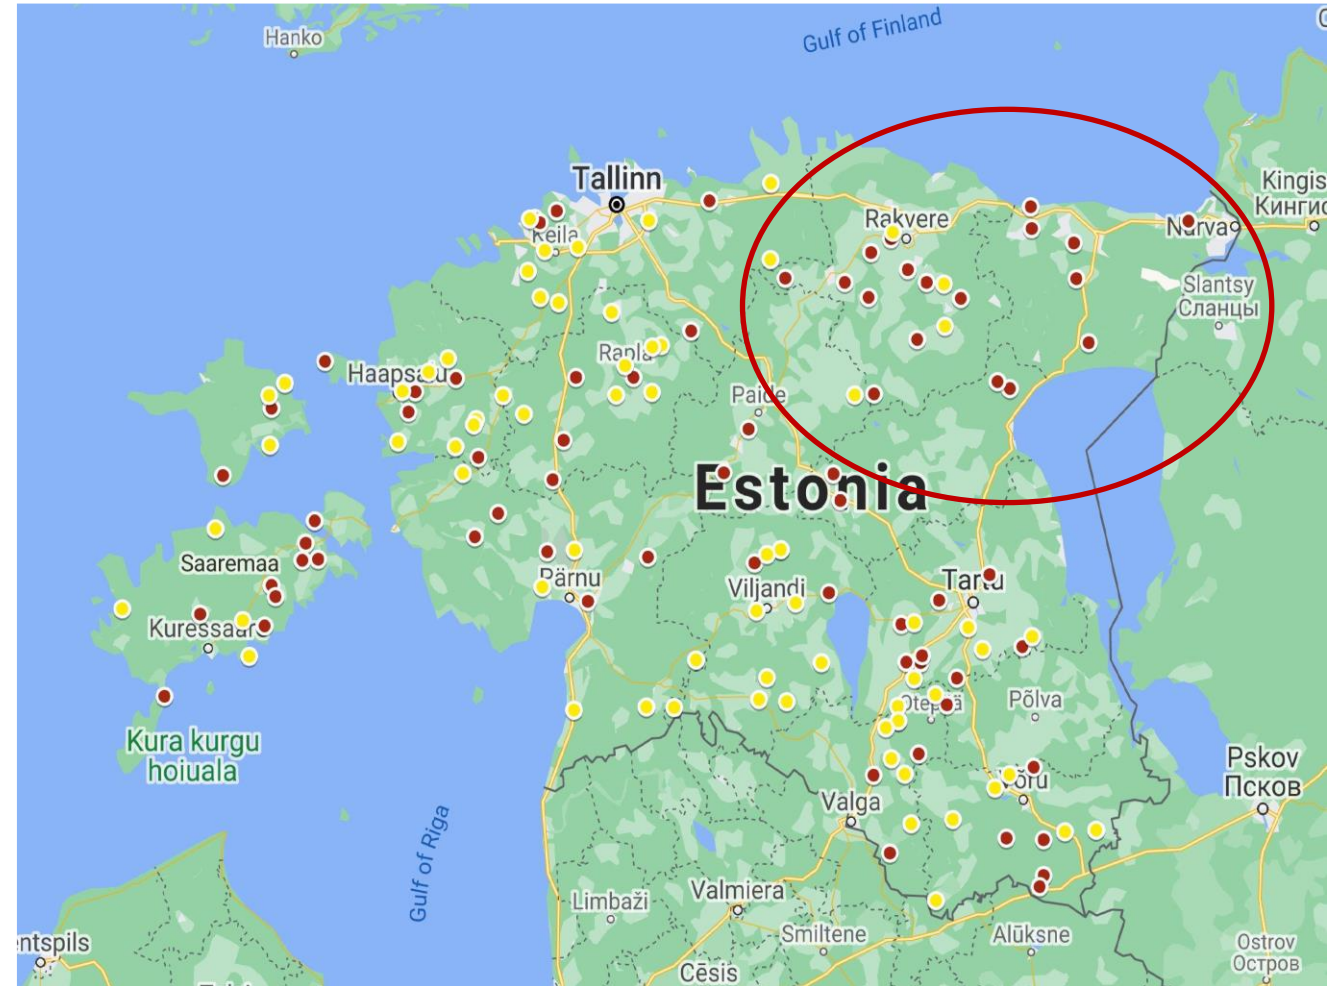 Hanko
Gulf of Finland
Tallinn
Kingis
Кингис
Rakvere
Keila
Narva
Slantsy
Сланцы
Rapla
Haapsalu
Paide
Estonia
Saaremaa
Pärnu
Viljandi
Tartu
Kuressaare
Otepää
Põlva
Kura kurgu
hoiuala
Pskov
Псков
Võru
Valga
Gulf of Riga
Valmiera
Limbaži
Smiltene
Alūksne
Ostrov
Остров
entspils
Cēsis